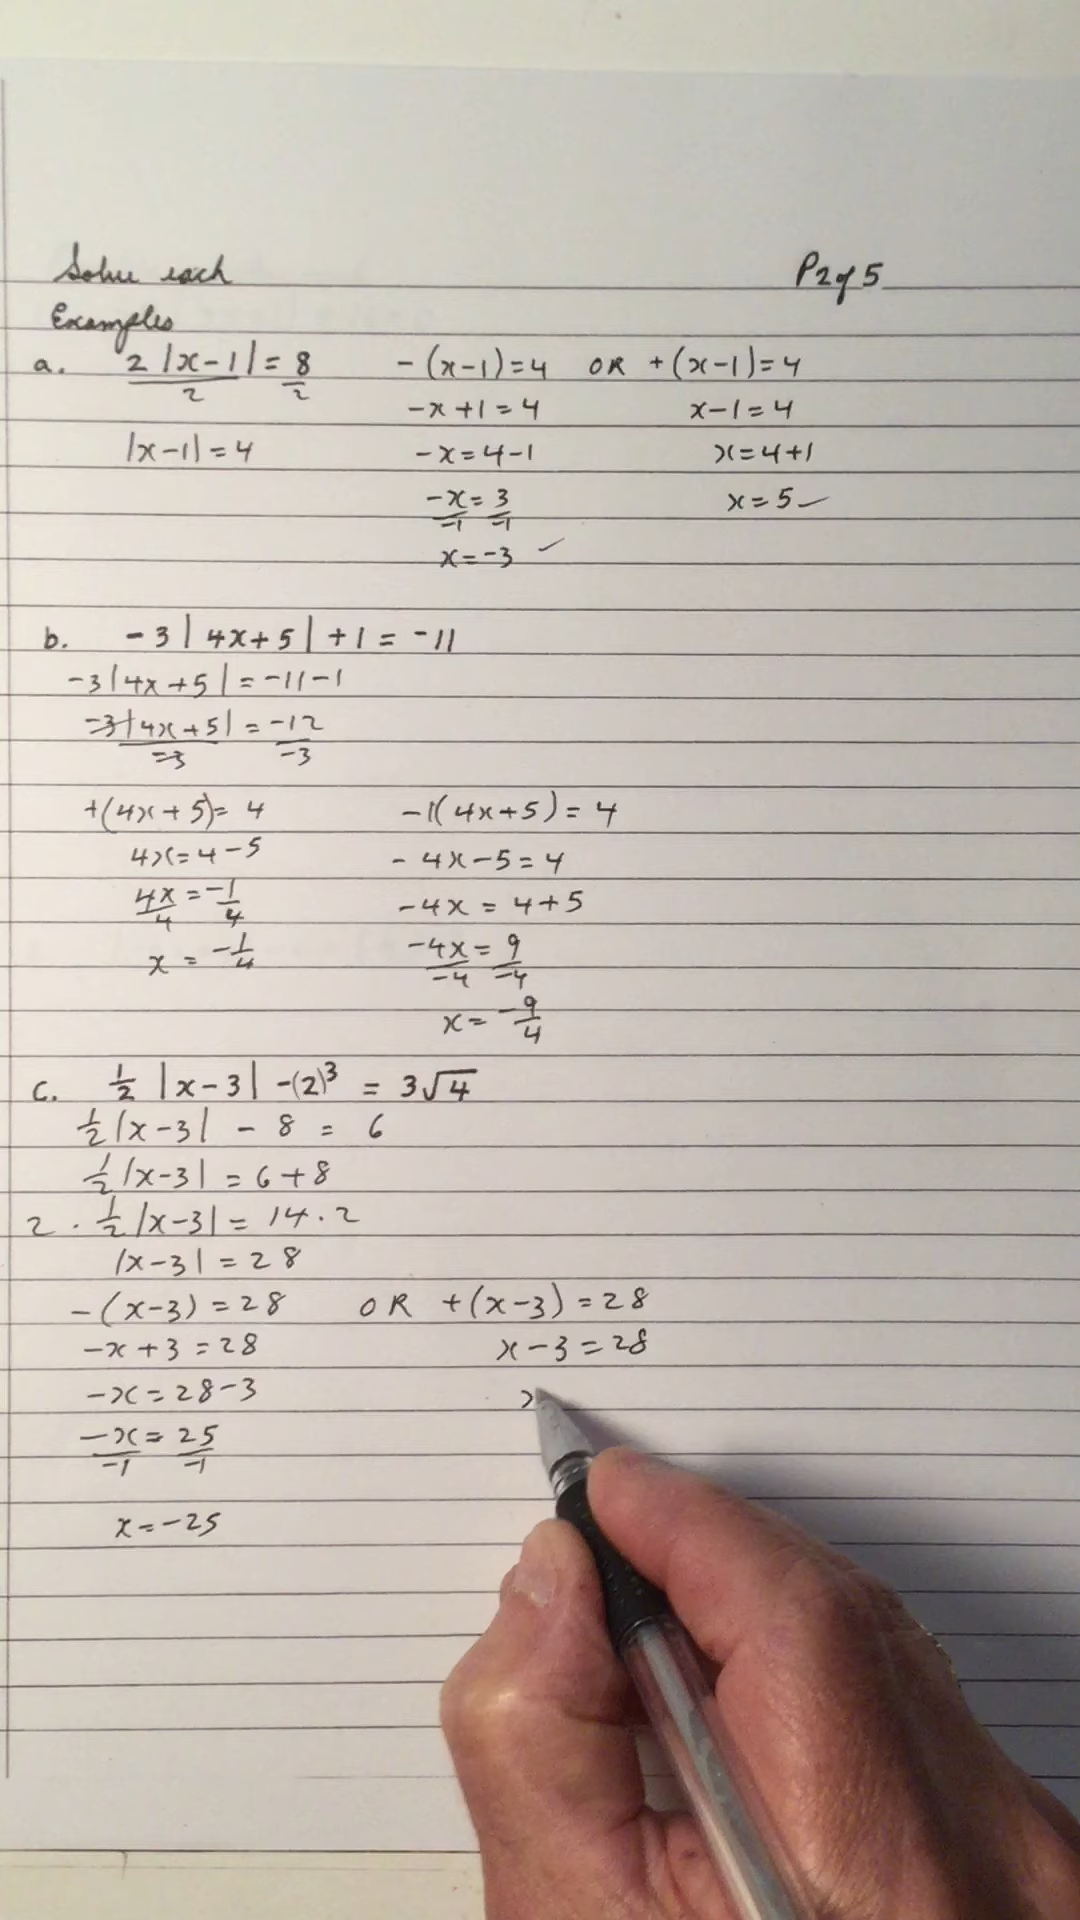 Solve each P2 of 5
Examples
a. 2|x-1| = 8 -(x-1)=4 OR +(x-1)=4
2 2 -x+1=4 x-1=4
|x-1|=4 -x=4-1 x=4+1
-x=3 x=5 ✓
-1 -1
x=-3 ✓
b. -3|4x+5|+1=-11
-3|4x+5|=-11-1
-3|4x+5|=-12
-3 -3
+(4x+5)=4 -1(4x+5)=4
4x=4-5 -4x-5=4
4x/4=-1/4 -4x=4+5
x=-1/4 -4x/-4=9/-4
x=-9/4
c. 1/2 |x-3| -(2)³ = 3√4
1/2|x-3| - 8 = 6
1/2|x-3| = 6+8
2 · 1/2|x-3| = 14.2
|x-3| = 28
-(x-3)=28 OR +(x-3)=28
-x+3=28 x-3=28
-x=28-3 x
-x=25
-1 -1
x=-25